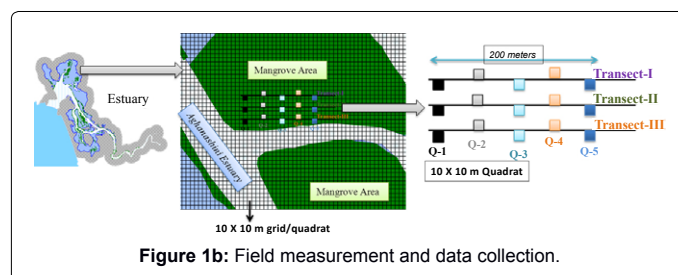 200 meters
Estuary
Mangrove Area
Transect-I
Transect-II
Transect-III
Aghanashini Estuary
Mangrove Area
Q-1
Q-2
Q-3
Q-4
Q-5
10 X 10 m Quadrat
10 X 10 m grid/quadrat
Figure 1b: Field measurement and data collection.